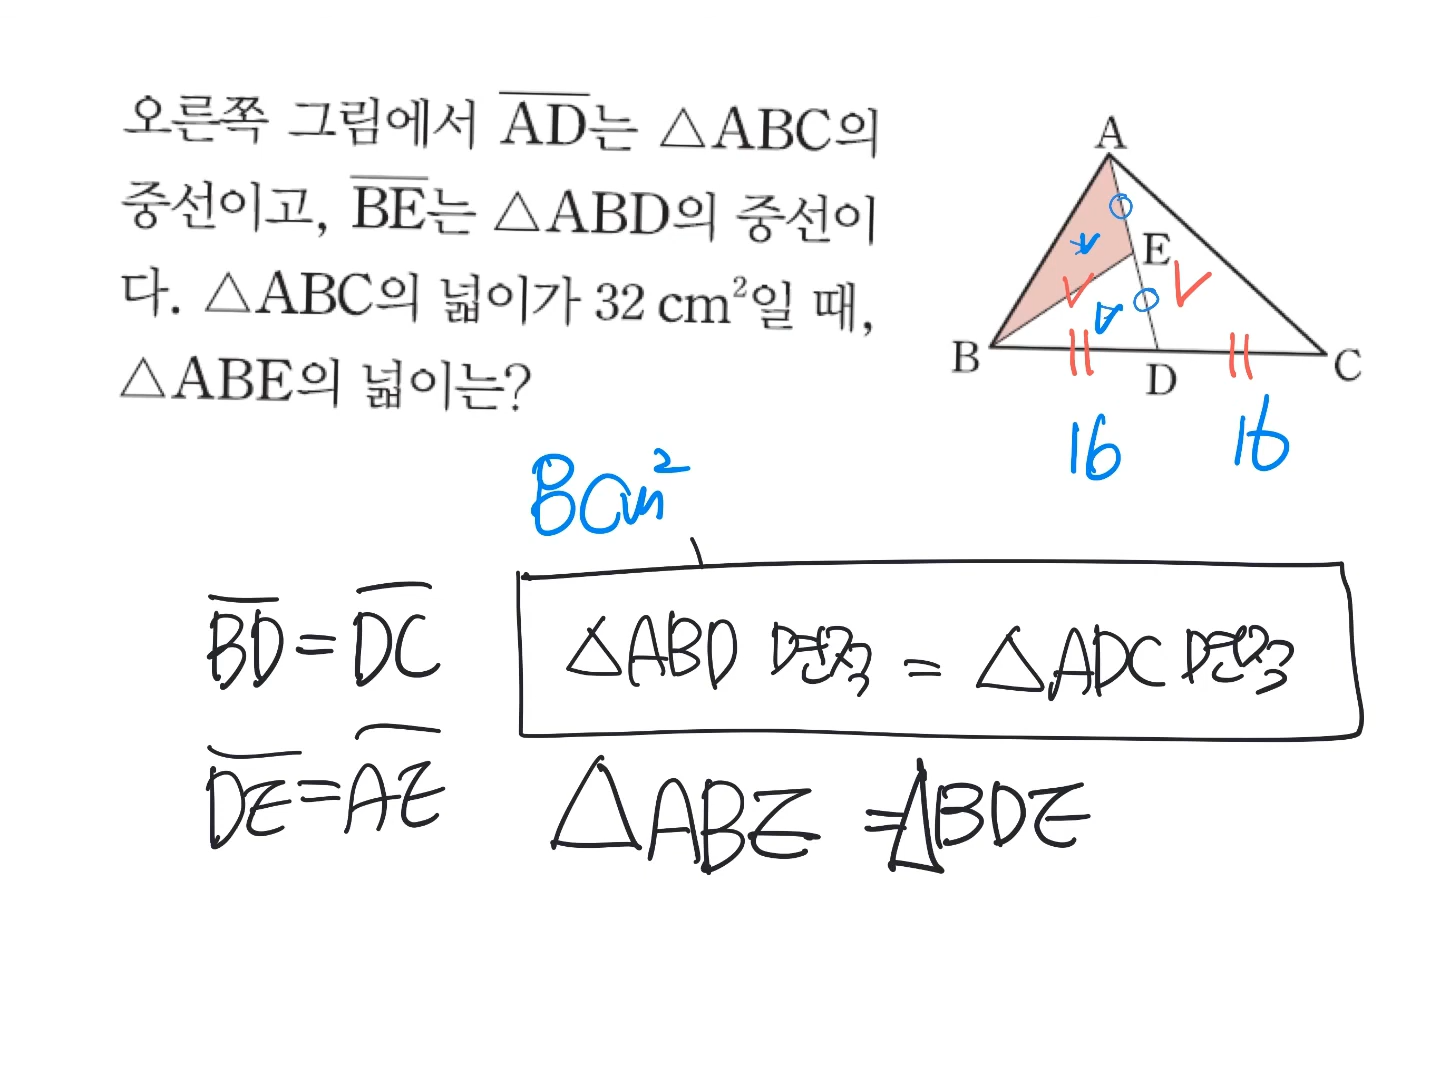 오른쪽 그림에서 AD는 △ABC의
중선이고, BE는 △ABD의 중선이
다. △ABC의 넓이가 32 cm²일 때,
△ABE의 넓이는?
A
E
B
D
C
16
16
8cm²
BD = DC
△ABD 면적 = △ADC 면적
DE = AE
△ABE = △BDE